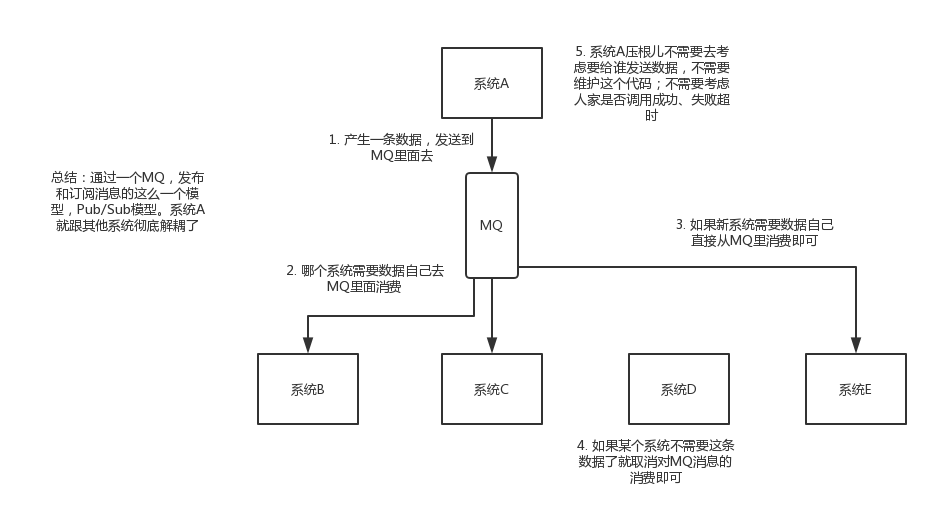 系统A
5. 系统A压根儿不需要去考
虑要给谁发送数据，不需要
维护这个代码；不需要考虑
人家是否调用成功、失败超
时
1. 产生一条数据，发送到
MQ里面去
总结：通过一个MQ，发布
和订阅消息的这么一个模
型，Pub/Sub模型。系统A
就跟其他系统彻底解耦了
MQ
3. 如果新系统需要数据自己
直接从MQ里消费即可
2. 哪个系统需要数据自己去
MQ里面消费
系统B
系统C
系统D
系统E
4. 如果某个系统不需要这条
数据了就取消对MQ消息的
消费即可